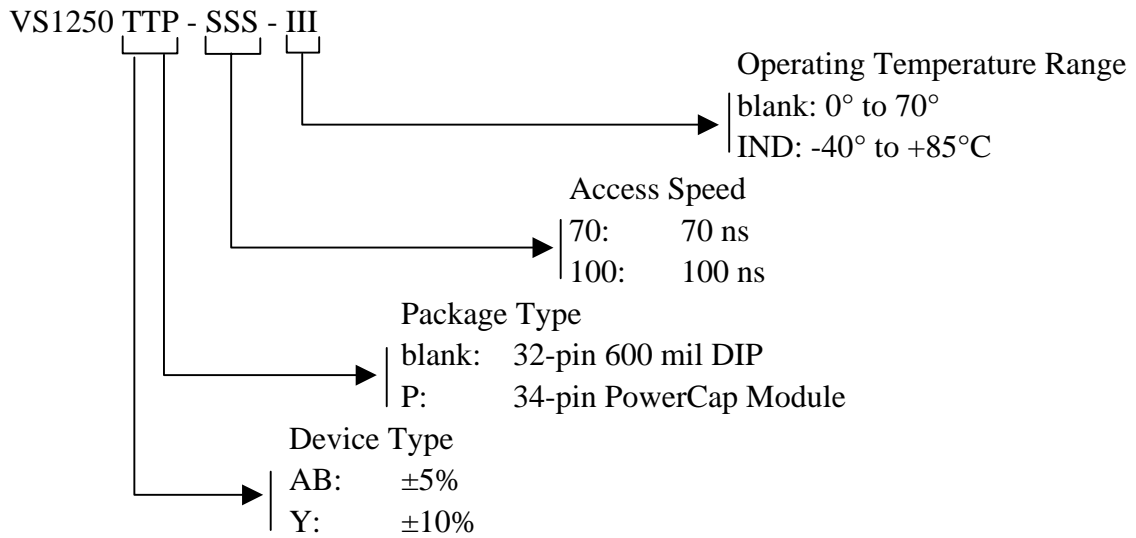 VS1250 TTP - SSS - III
Operating Temperature Range
blank: 0° to 70°
IND: -40° to +85°C
Access Speed
70: 70 ns
100: 100 ns
Package Type
blank: 32-pin 600 mil DIP
P: 34-pin PowerCap Module
Device Type
AB: ±5%
Y: ±10%